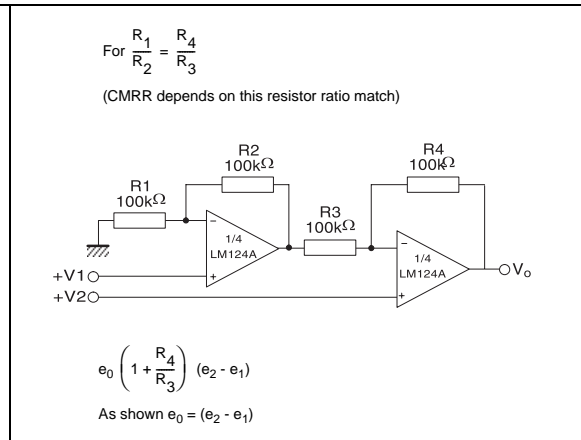 For R1/R2 = R4/R3
(CMRR depends on this resistor ratio match)
R2
100kΩ
R4
100kΩ
R1
100kΩ
R3
100kΩ
1/4
LM124A
1/4
LM124A
+V1
+V2
Vo
e0 (1 + R4/R3) (e2 - e1)
As shown e0 = (e2 - e1)